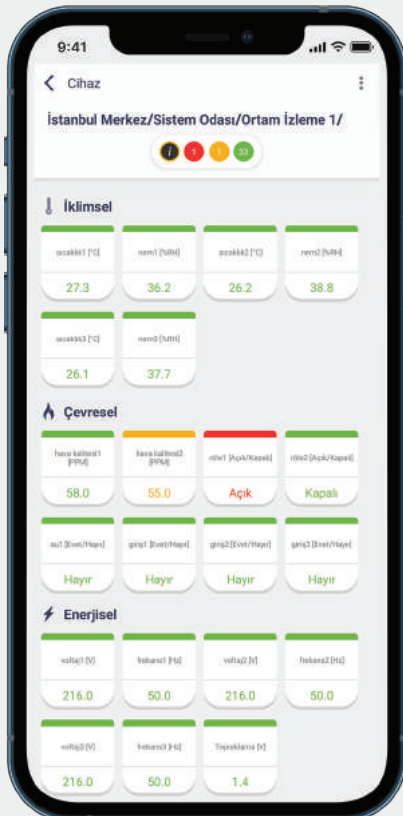 9:41
Cihaz
İstanbul Merkez/Sistem Odası/Ortam İzleme 1/
i 1 1 33
İklimsel
sıcaklık1 [°C] nem1 [%RH] sıcaklık2 [°C] nem2 [%RH]
27.3 36.2 26.2 38.8
sıcaklık3 [°C] nem3 [%RH]
26.1 37.7
Çevresel
hava kalitesi1 [PPM] hava kalitesi2 [PPM] röle1 [Açık/Kapalı] röle2 [Açık/Kapalı]
58.0 55.0 Açık Kapalı
su1 [Evet/Hayır] giriş1 [Evet/Hayır] giriş2 [Evet/Hayır] giriş3 [Evet/Hayır]
Hayır Hayır Hayır Hayır
Enerjisel
voltaj1 [V] frekans1 [Hz] voltaj2 [V] frekans2 [Hz]
216.0 50.0 216.0 50.0
voltaj3 [V] frekans3 [Hz] Topraklama [V]
216.0 50.0 1.4